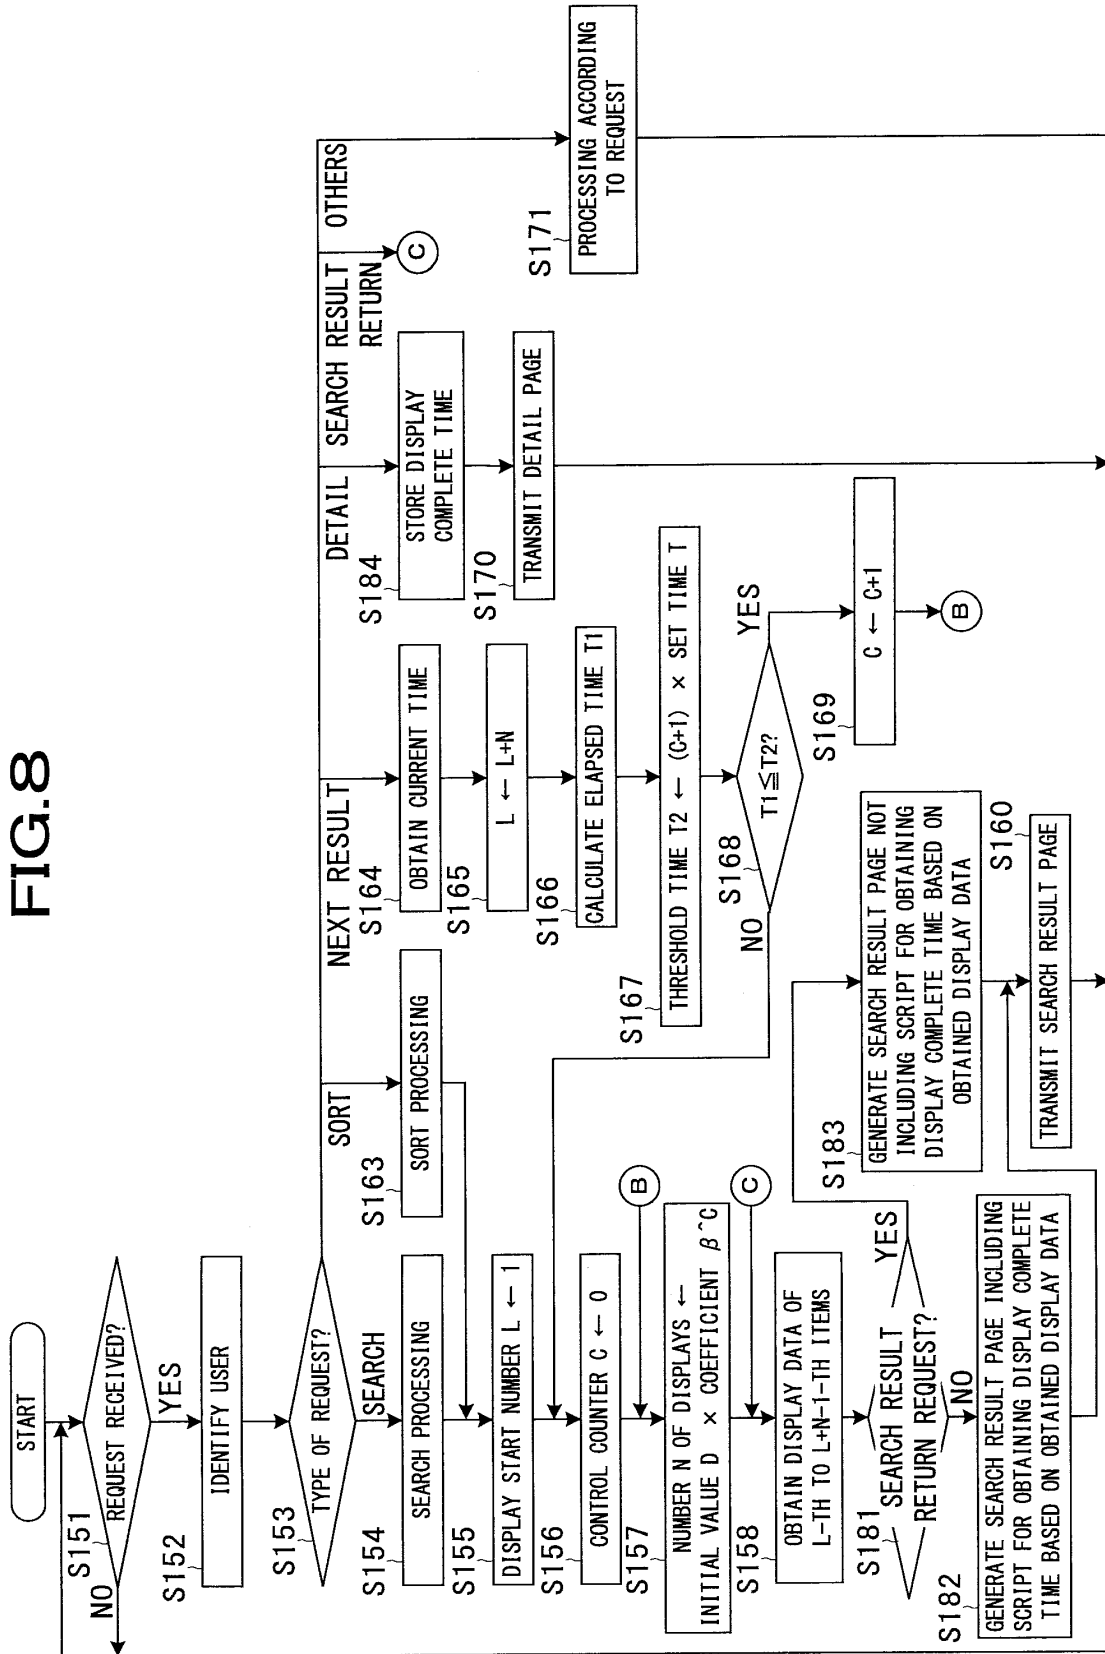 FIG.8
START
S151
REQUEST RECEIVED?
NO
YES
S152
IDENTIFY USER
S153
TYPE OF REQUEST?
SEARCH
S154
SEARCH PROCESSING
S155
DISPLAY START NUMBER L ← 1
S156
CONTROL COUNTER C ← 0
B
S157
NUMBER N OF DISPLAYS ←
INITIAL VALUE D × COEFFICIENT β^C
C
S158
OBTAIN DISPLAY DATA OF
L-TH TO L+N-1-TH ITEMS
S181
SEARCH RESULT
RETURN REQUEST?
YES
NO
S182
GENERATE SEARCH RESULT PAGE INCLUDING
SCRIPT FOR OBTAINING DISPLAY COMPLETE
TIME BASED ON OBTAINED DISPLAY DATA
S183
GENERATE SEARCH RESULT PAGE NOT
INCLUDING SCRIPT FOR OBTAINING
DISPLAY COMPLETE TIME BASED ON
OBTAINED DISPLAY DATA
S160
TRANSMIT SEARCH RESULT PAGE
SORT
S163
SORT PROCESSING
NEXT RESULT
S164
OBTAIN CURRENT TIME
S165
L ← L+N
S166
CALCULATE ELAPSED TIME T1
S167
THRESHOLD TIME T2 ← (C+1) × SET TIME T
S168
T1≦T2?
NO
YES
S169
C ← C+1
B
DETAIL
S184
STORE DISPLAY
COMPLETE TIME
S170
TRANSMIT DETAIL PAGE
SEARCH RESULT
RETURN
C
OTHERS
S171
PROCESSING ACCORDING
TO REQUEST